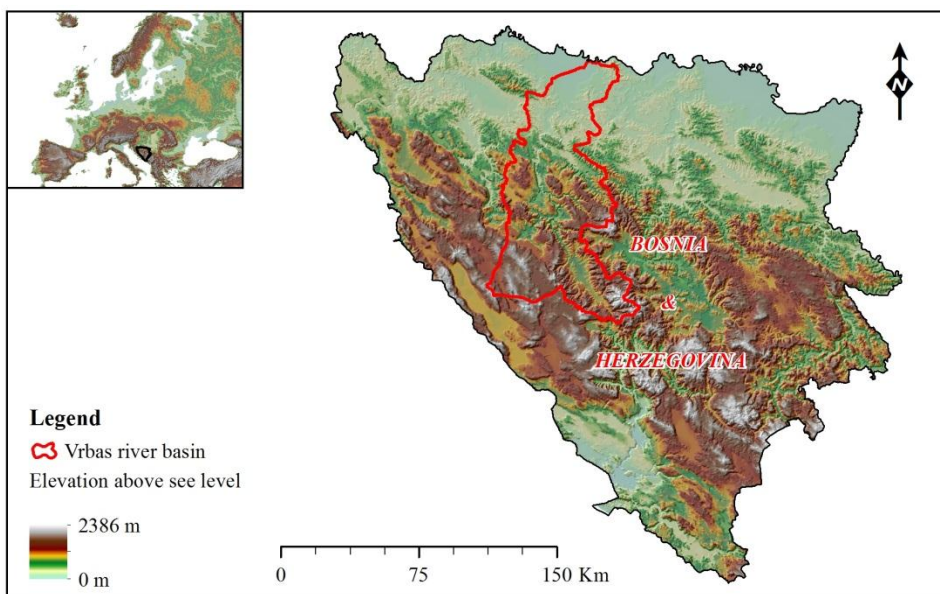 N
BOSNIA
&
HERZEGOVINA
Legend
Vrbas river basin
Elevation above see level
2386 m
0 m
0 75 150 Km